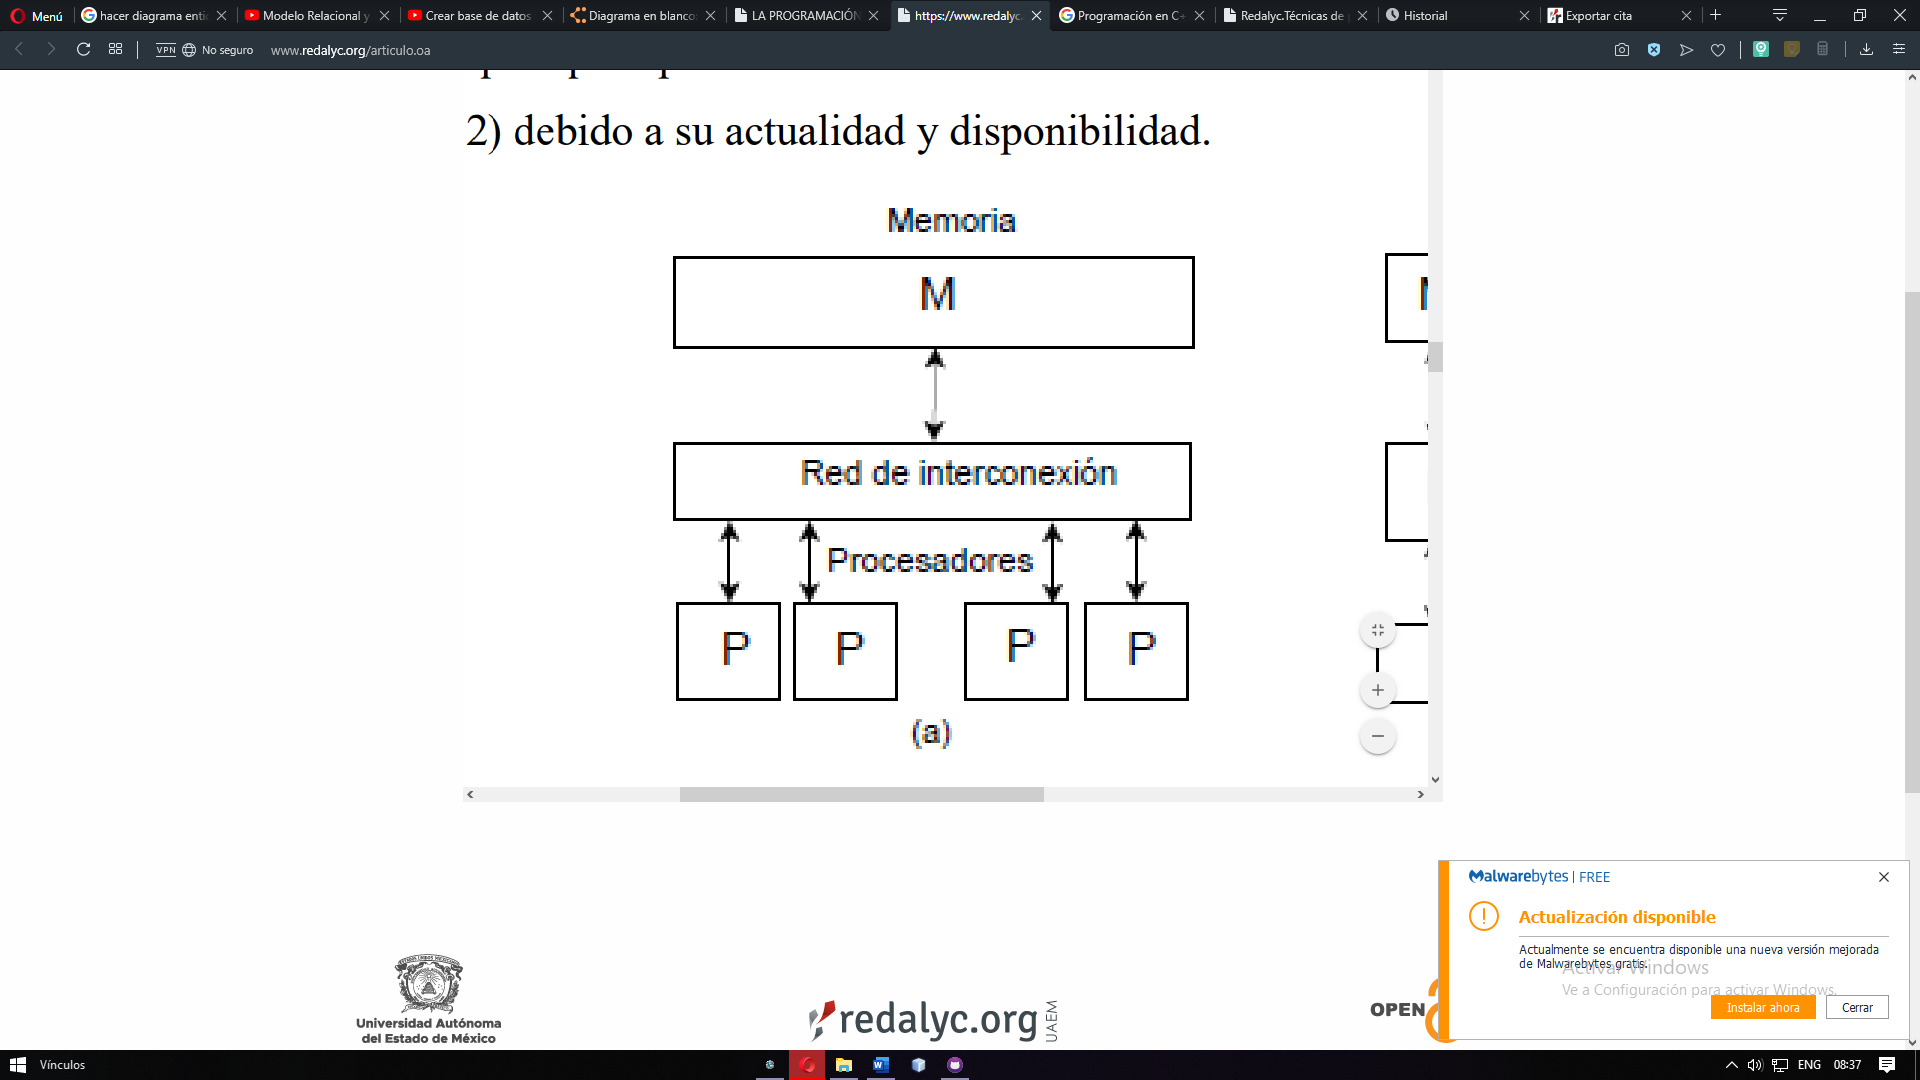 Menú
hacer diagrama enti
Modelo Relacional y
Crear base de datos
Diagrama en blanco:
LA PROGRAMACIÓN
https://www.redalyc.
Programación en C+
Redalyc.Técnicas de
Historial
Exportar cita
VPN
No seguro
www.redalyc.org/articulo.oa
2) debido a su actualidad y disponibilidad.
Memoria
M
Red de interconexión
Procesadores
P P P P
(a)
Malwarebytes | FREE
Actualización disponible
Actualmente se encuentra disponible una nueva versión mejorada
de Malwarebytes gratis.
Activar Windows
Ve a Configuración para activar Windows.
Instalar ahora
Cerrar
Universidad Autónoma
del Estado de México
redalyc.org
UAEM
OPEN
Vínculos
ENG
08:37